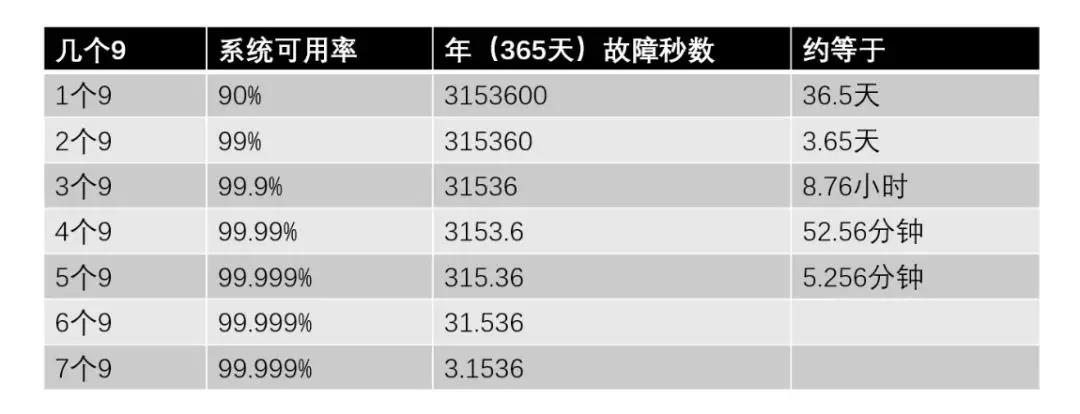 几个9 系统可用率 年（365天）故障秒数 约等于
1个9 90% 3153600 36.5天
2个9 99% 315360 3.65天
3个9 99.9% 31536 8.76小时
4个9 99.99% 3153.6 52.56分钟
5个9 99.999% 315.36 5.256分钟
6个9 99.999% 31.536
7个9 99.999% 3.1536